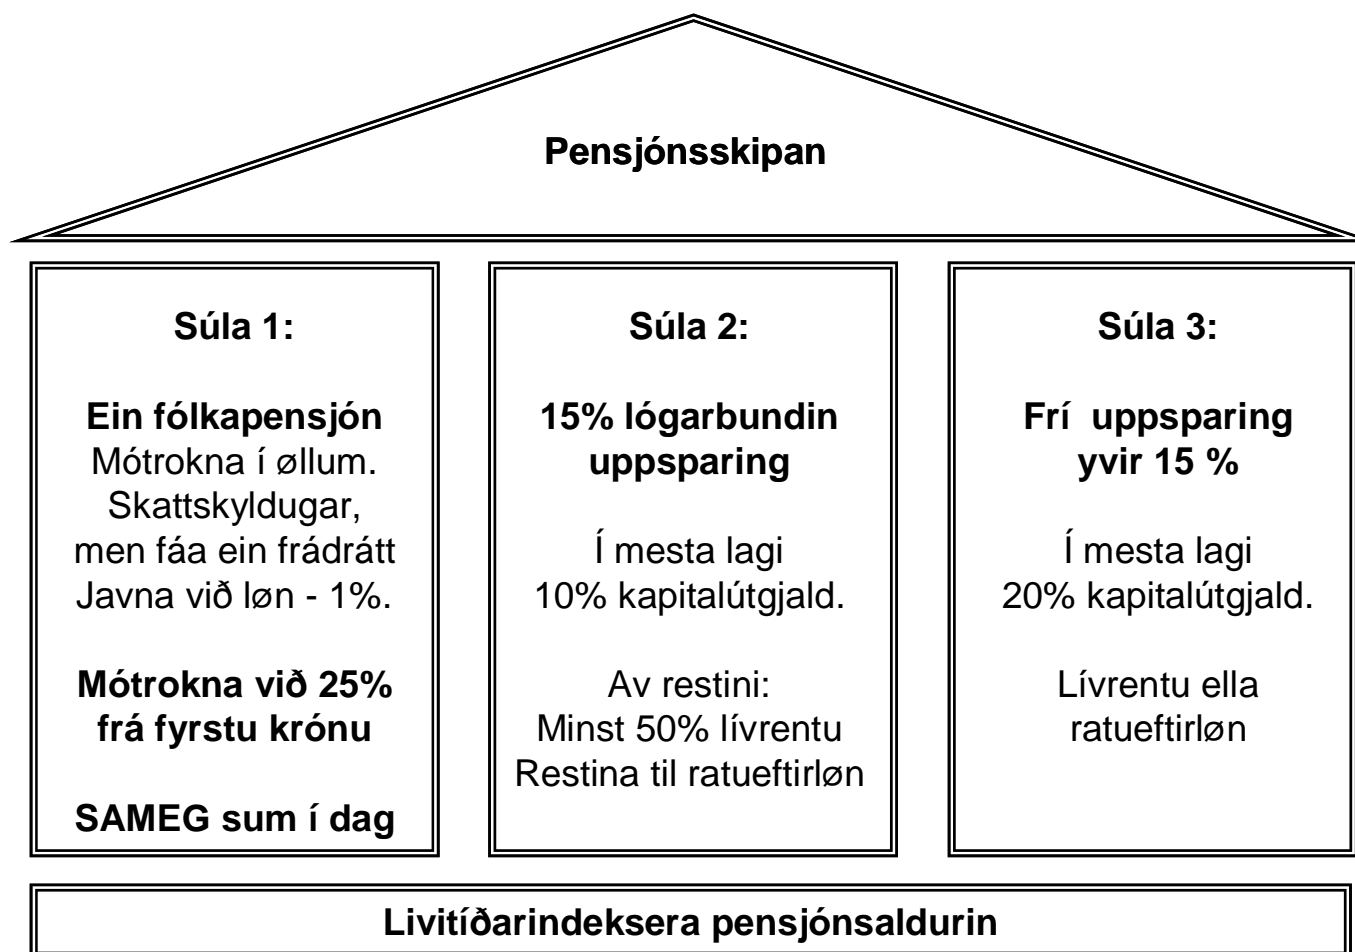 Pensjónsskipan
Súla 1:
Ein fólkapensjón
Mótrokna í øllum.
Skattskyldugar,
men fáa ein frádrátt
Javna við løn - 1%.
Mótrokna við 25%
frá fyrstu krónu
SAMEG sum í dag
Súla 2:
15% lógarbundin
uppsparing
Í mesta lagi
10% kapitalútgjald.
Av restini:
Minst 50% lívrentu
Restina til ratueftirløn
Súla 3:
Frí uppsparing
yvir 15 %
Í mesta lagi
20% kapitalútgjald.
Lívrentu ella
ratueftirløn
Livitíðarindeksera pensjónsaldurin